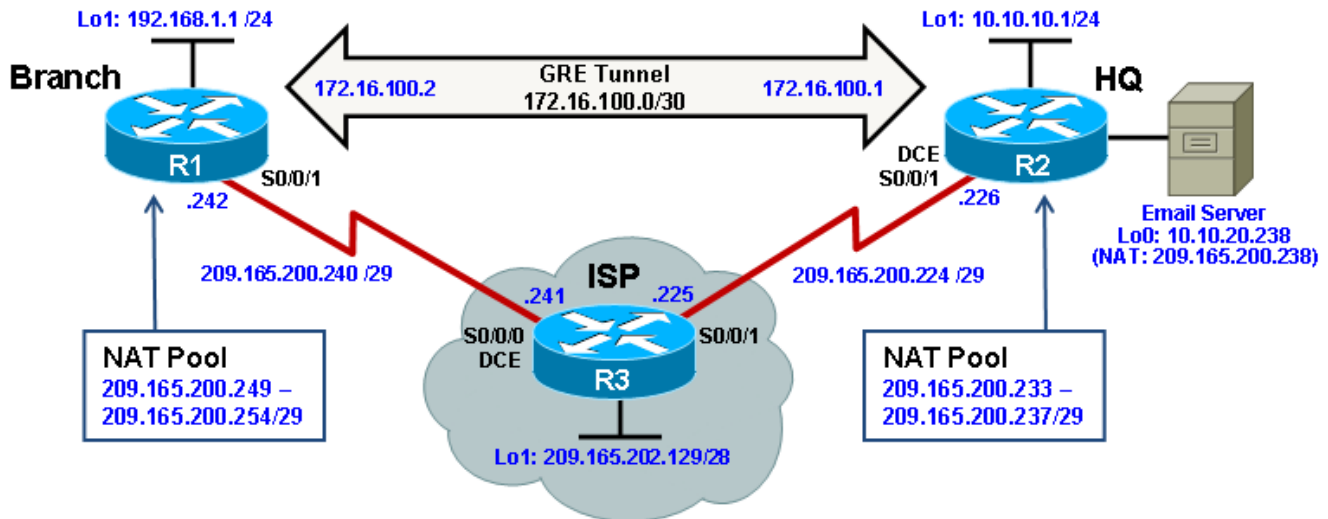 Lo1: 192.168.1.1 /24
Lo1: 10.10.10.1/24
Branch
GRE Tunnel
172.16.100.2
172.16.100.0/30
172.16.100.1
HQ
R1
S0/0/1
.242
DCE
S0/0/1
R2
.226
Email Server
Lo0: 10.10.20.238
(NAT: 209.165.200.238)
209.165.200.240 /29
ISP
209.165.200.224 /29
.241
.225
S0/0/0
DCE
S0/0/1
R3
NAT Pool
209.165.200.249 –
209.165.200.254/29
NAT Pool
209.165.200.233 –
209.165.200.237/29
Lo1: 209.165.202.129/28